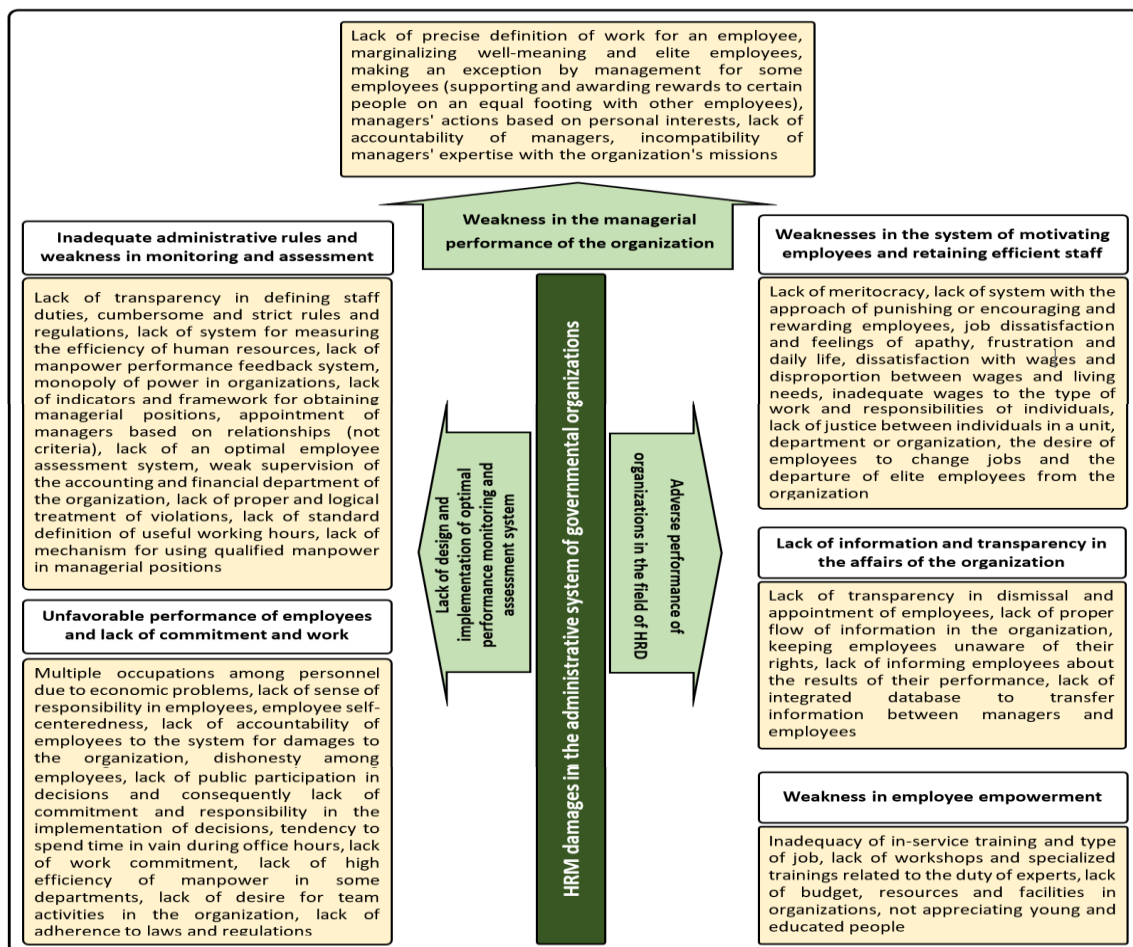 Lack of precise definition of work for an employee,
marginalizing well-meaning and elite employees,
making an exception by management for some
employees (supporting and awarding rewards to certain
people on an equal footing with other employees),
managers' actions based on personal interests, lack of
accountability of managers, incompatibility of
managers' expertise with the organization's missions
Weakness in the managerial
performance of the organization
Inadequate administrative rules and
weakness in monitoring and assessment
Lack of transparency in defining staff
duties, cumbersome and strict rules and
regulations, lack of system for measuring
the efficiency of human resources, lack of
manpower performance feedback system,
monopoly of power in organizations, lack
of indicators and framework for obtaining
managerial positions, appointment of
managers based on relationships (not
criteria), lack of an optimal employee
assessment system, weak supervision of
the accounting and financial department of
the organization, lack of proper and logical
treatment of violations, lack of standard
definition of useful working hours, lack of
mechanism for using qualified manpower
in managerial positions
Unfavorable performance of employees
and lack of commitment and work
Multiple occupations among personnel
due to economic problems, lack of sense of
responsibility in employees, employee self-
centeredness, lack of accountability of
employees to the system for damages to
the organization, dishonesty among
employees, lack of public participation in
decisions and consequently lack of
commitment and responsibility in the
implementation of decisions, tendency to
spend time in vain during office hours, lack
of work commitment, lack of high
efficiency of manpower in some
departments, lack of desire for team
activities in the organization, lack of
adherence to laws and regulations
Lack of design and
implementation of optimal
performance monitoring and
assessment system
HRM damages in the administrative system of governmental organizations
Adverse performance of
organizations in the field of HRD
Weaknesses in the system of motivating
employees and retaining efficient staff
Lack of meritocracy, lack of system with the
approach of punishing or encouraging and
rewarding employees, job dissatisfaction
and feelings of apathy, frustration and
daily life, dissatisfaction with wages and
disproportion between wages and living
needs, inadequate wages to the type of
work and responsibilities of individuals,
lack of justice between individuals in a unit,
department or organization, the desire of
employees to change jobs and the
departure of elite employees from the
organization
Lack of information and transparency in
the affairs of the organization
Lack of transparency in dismissal and
appointment of employees, lack of proper
flow of information in the organization,
keeping employees unaware of their
rights, lack of informing employees about
the results of their performance, lack of
integrated database to transfer
information between managers and
employees
Weakness in employee empowerment
Inadequacy of in-service training and type
of job, lack of workshops and specialized
trainings related to the duty of experts, lack
of budget, resources and facilities in
organizations, not appreciating young and
educated people